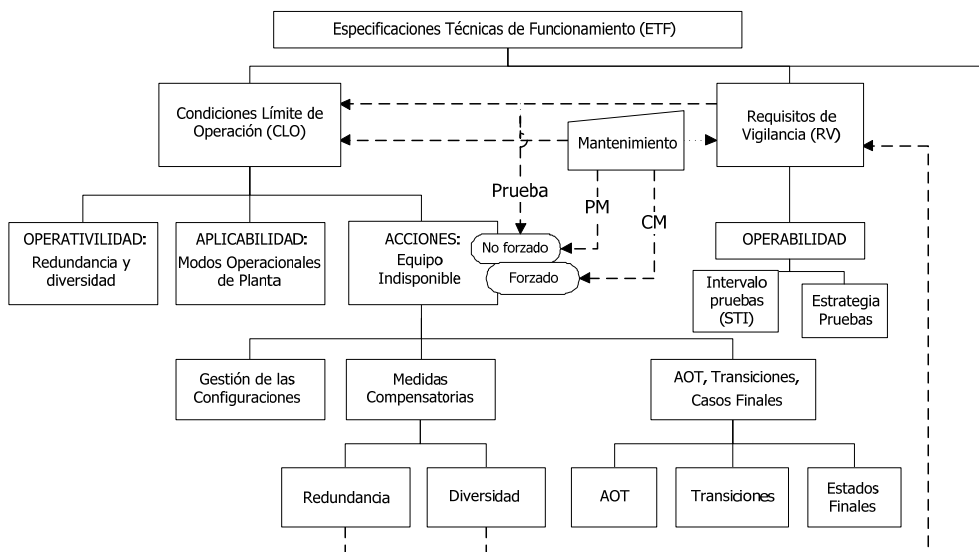 Especificaciones Técnicas de Funcionamiento (ETF)
Condiciones Límite de
Operación (CLO)
Mantenimiento
Requisitos de
Vigilancia (RV)
Prueba
PM
CM
OPERATIVILIDAD:
Redundancia y
diversidad
APLICABILIDAD:
Modos Operacionales
de Planta
ACCIONES:
Equipo
Indisponible
No forzado
Forzado
OPERABILIDAD
Intervalo
pruebas
(STI)
Estrategia
Pruebas
Gestión de las
Configuraciones
Medidas
Compensatorias
AOT, Transiciones,
Casos Finales
Redundancia
Diversidad
AOT
Transiciones
Estados
Finales